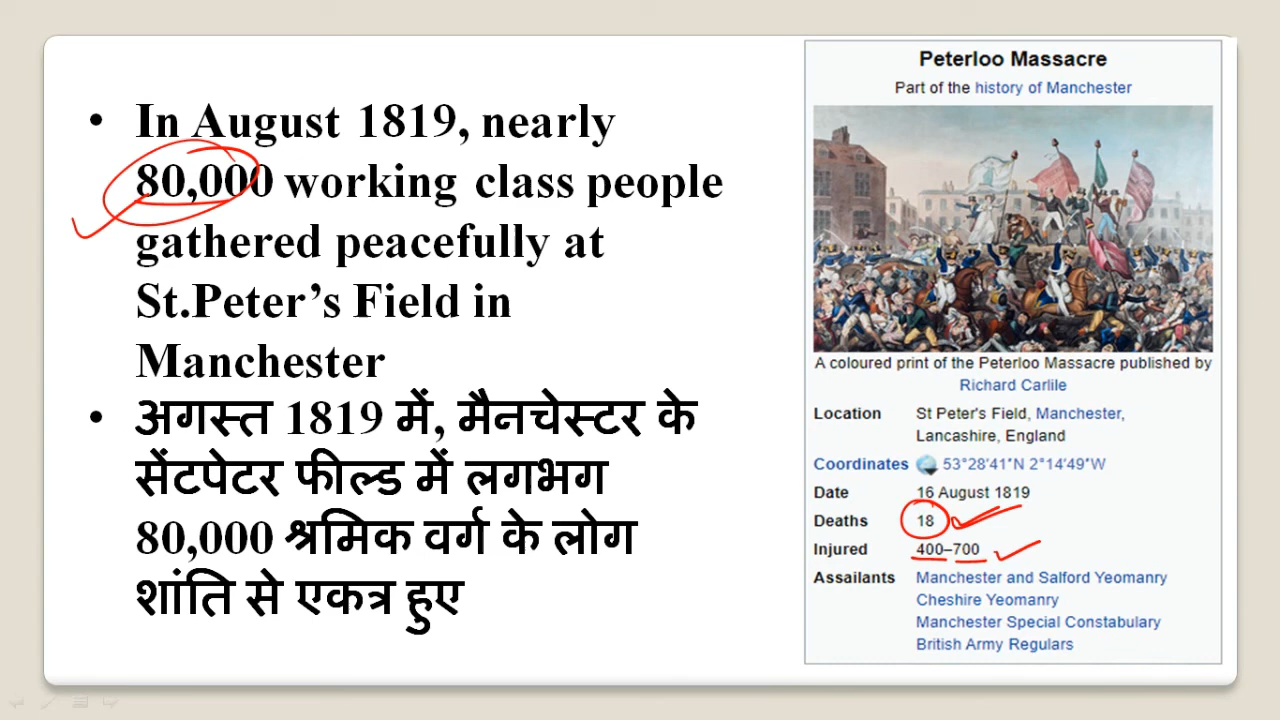 • In August 1819, nearly
80,000 working class people
gathered peacefully at
St.Peter’s Field in
Manchester
• अगस्त 1819 में, मैनचेस्टर के
सेंटपेटर फील्ड में लगभग
80,000 श्रमिक वर्ग के लोग
शांति से एकत्र हुए
Peterloo Massacre
Part of the history of Manchester
A coloured print of the Peterloo Massacre published by
Richard Carlile
Location St Peter's Field, Manchester,
Lancashire, England
Coordinates 53°28′41″N 2°14′49″W
Date 16 August 1819
Deaths 18
Injured 400–700
Assailants Manchester and Salford Yeomanry
Cheshire Yeomanry
Manchester Special Constabulary
British Army Regulars